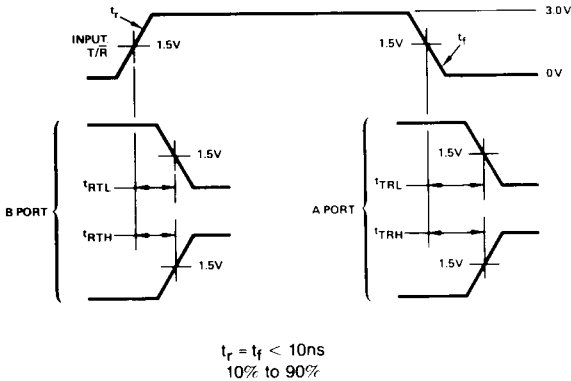 tr
3.0V
INPUT
T/R̅
1.5V
1.5V
tf
0V
1.5V
1.5V
tRTL
tTRL
B PORT
A PORT
tRTH
tTRH
1.5V
1.5V
tr = tf < 10ns
10% to 90%